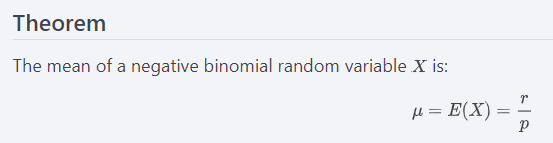 Theorem
The mean of a negative binomial random variable X is:
μ = E(X) = r/p